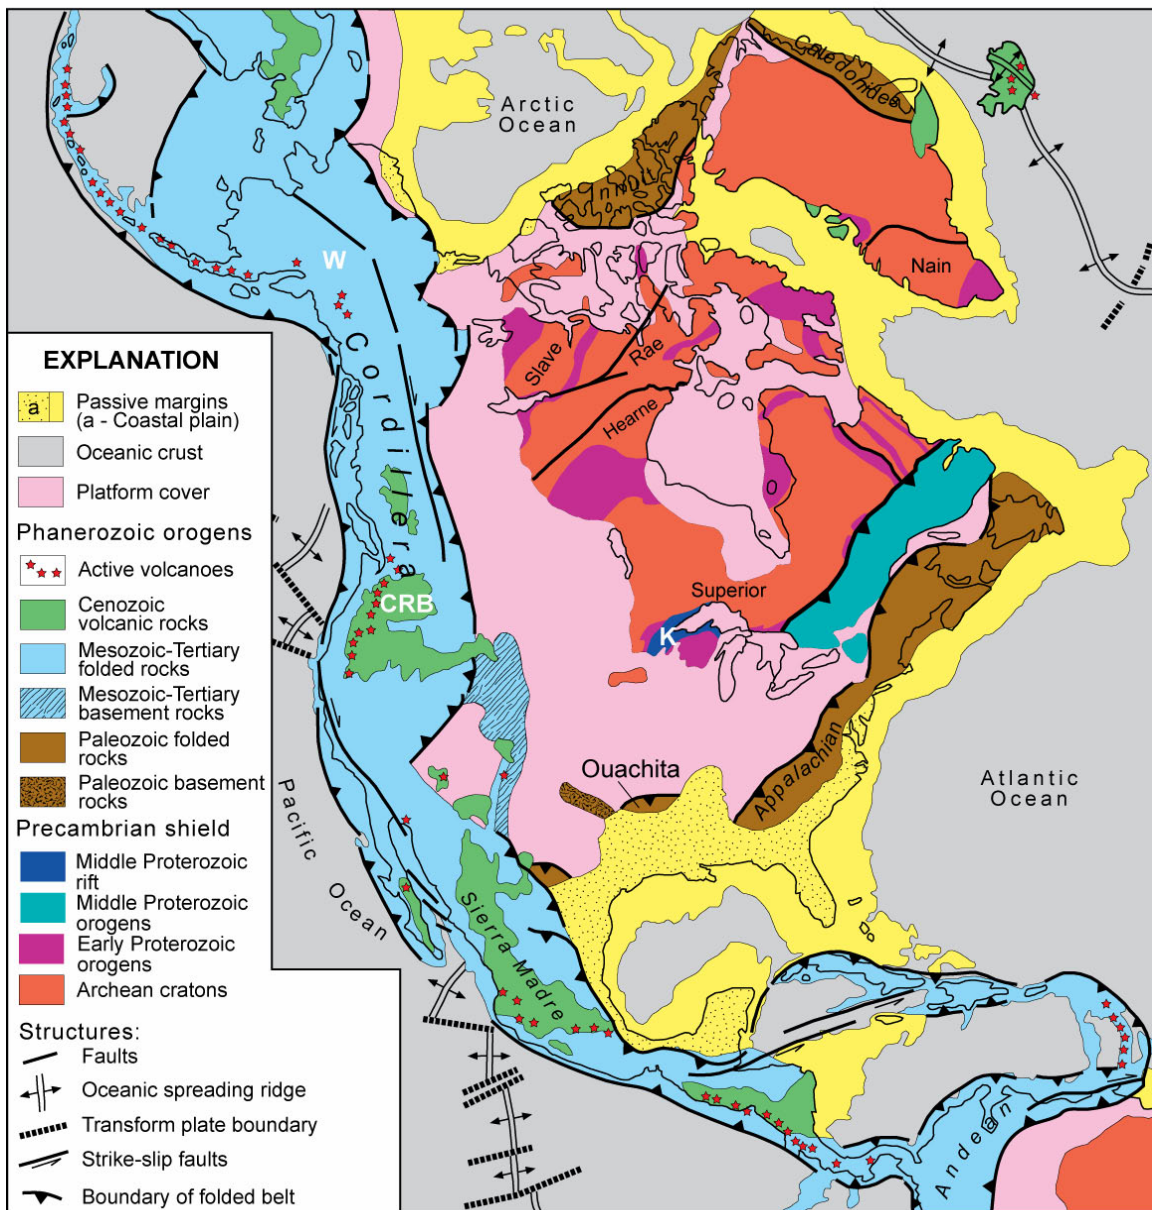 Arctic
Ocean
Caledonides
Innuit
Nain
W
Cordillera
Slave
Rae
Hearne
CRB
Superior
K
Ouachita
Appalachian
Atlantic
Ocean
Pacific
Ocean
Sierra Madre
Andean
EXPLANATION
a
Passive margins
(a - Coastal plain)
Oceanic crust
Platform cover
Phanerozoic orogens
Active volcanoes
Cenozoic
volcanic rocks
Mesozoic-Tertiary
folded rocks
Mesozoic-Tertiary
basement rocks
Paleozoic folded
rocks
Paleozoic basement
rocks
Precambrian shield
Middle Proterozoic
rift
Middle Proterozoic
orogens
Early Proterozoic
orogens
Archean cratons
Structures:
Faults
Oceanic spreading ridge
Transform plate boundary
Strike-slip faults
Boundary of folded belt